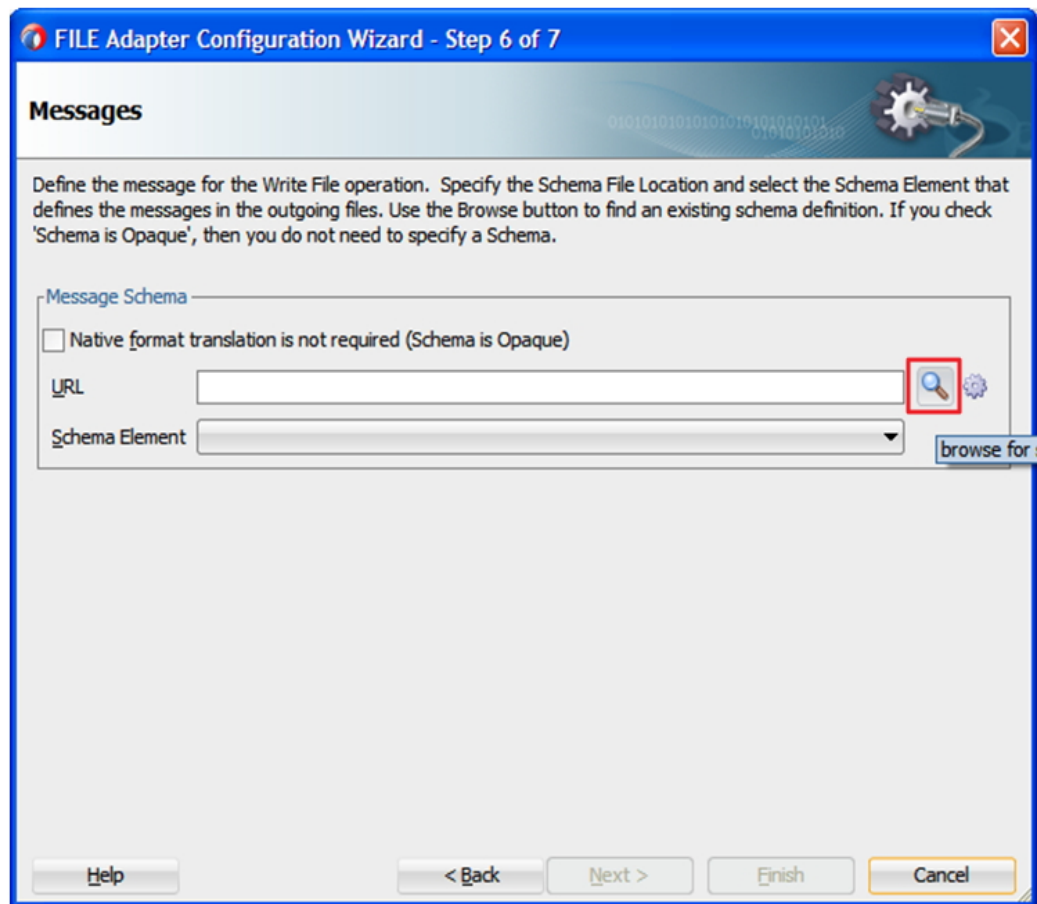 FILE Adapter Configuration Wizard - Step 6 of 7
Messages
0101010101010101010101010101
01010101010
Define the message for the Write File operation.  Specify the Schema File Location and select the Schema Element that
defines the messages in the outgoing files. Use the Browse button to find an existing schema definition. If you check
'Schema is Opaque', then you do not need to specify a Schema.
Message Schema
Native format translation is not required (Schema is Opaque)
URL
Schema Element
browse for
Help
< Back
Next >
Finish
Cancel